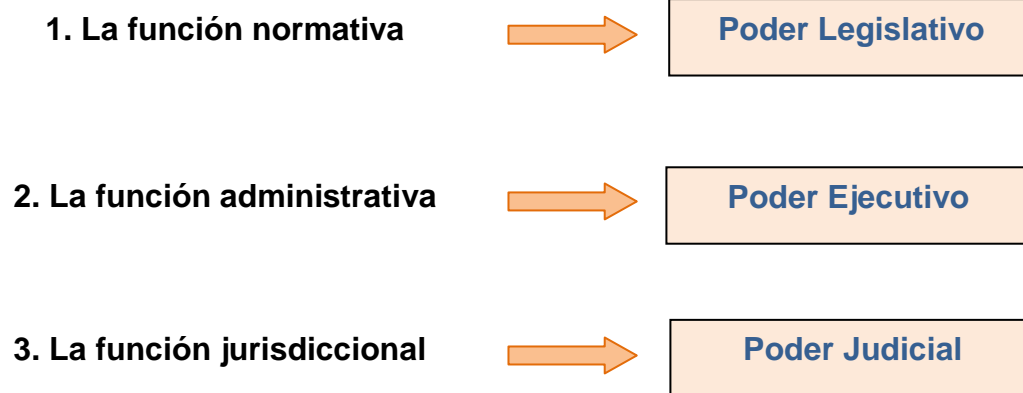 1. La función normativa
Poder Legislativo
2. La función administrativa
Poder Ejecutivo
3. La función jurisdiccional
Poder Judicial